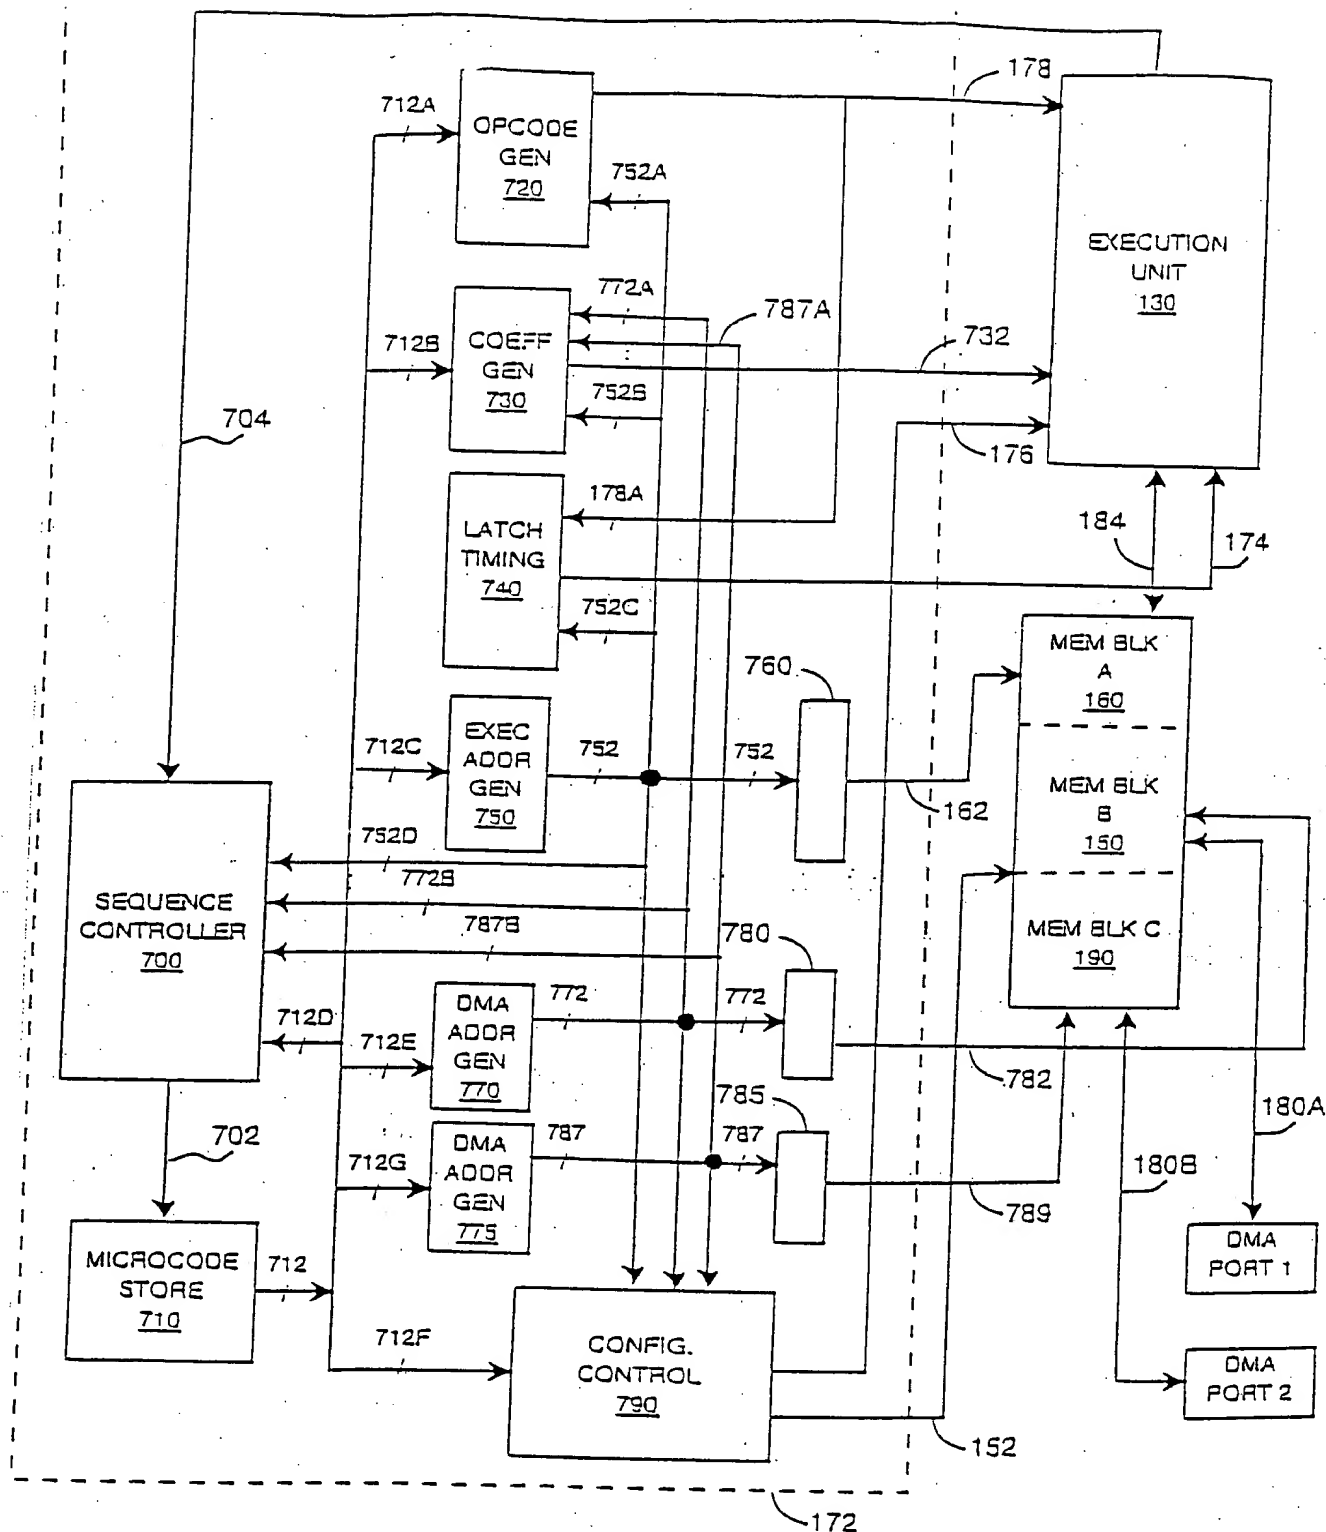 178
712A
OPCODE
GEN
720
752A
EXECUTION
UNIT
130
772A
787A
712B
COEFF
GEN
730
732
752B
704
176
178A
LATCH
TIMING
740
184
174
752C
760
MEM BLK
A
160
712C
EXEC
ADDR
GEN
750
752
752
162
MEM BLK
B
150
752D
772B
787B
SEQUENCE
CONTROLLER
700
780
MEM BLK C
190
712D
712E
DMA
ADDR
GEN
770
772
772
782
785
180A
702
712G
DMA
ADDR
GEN
775
787
787
180B
789
MICROCODE
STORE
710
712
DMA
PORT 1
712F
CONFIG.
CONTROL
790
DMA
PORT 2
152
172